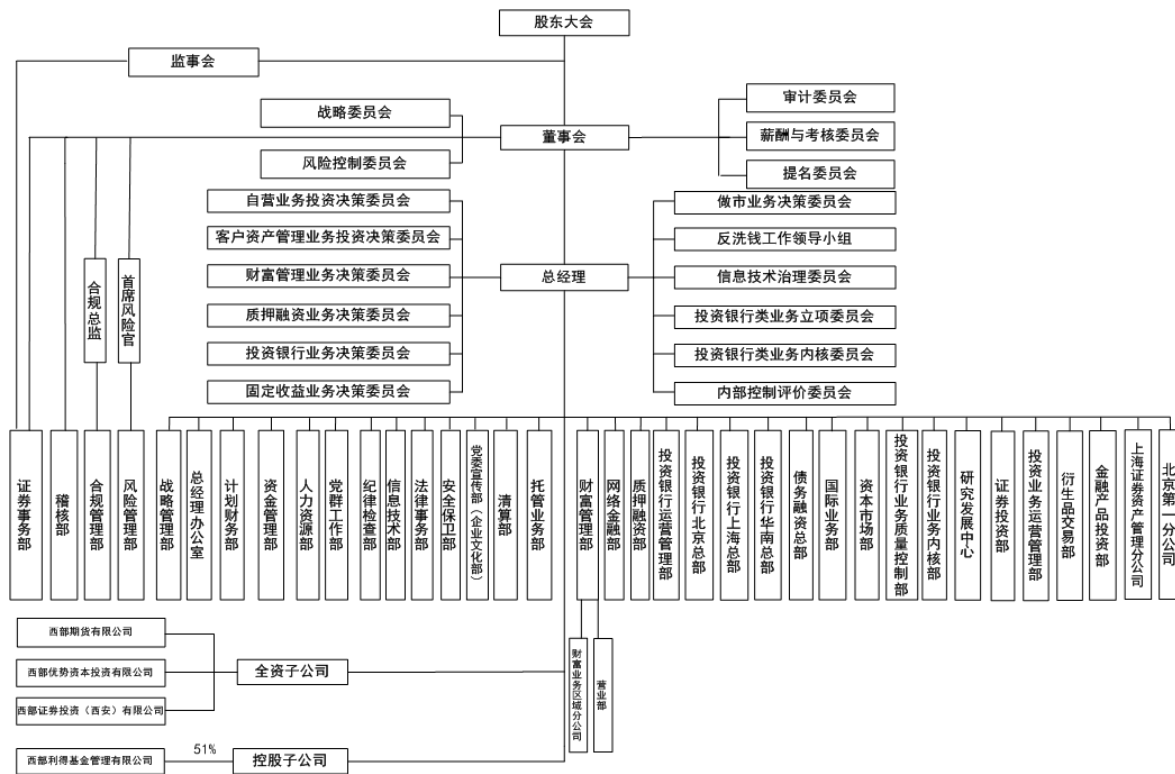 股东大会
监事会
战略委员会
董事会
审计委员会
薪酬与考核委员会
风险控制委员会
提名委员会
自营业务投资决策委员会
做市业务决策委员会
客户资产管理业务投资决策委员会
反洗钱工作领导小组
合规总监
首席风险官
财富管理业务决策委员会
总经理
信息技术治理委员会
质押融资业务决策委员会
投资银行类业务立项委员会
投资银行业务决策委员会
投资银行类业务内核委员会
固定收益业务决策委员会
内部控制评价委员会
证券事务部
稽核部
合规管理部
风险管理部
战略管理部
总经理办公室
计划财务部
资金管理部
人力资源部
党群工作部
纪律检查部
信息技术部
法律事务部
安全保卫部
党委宣传部（企业文化部）
清算部
托管业务部
财富管理部
网络金融部
质押融资部
投资银行运营管理部
投资银行北京总部
投资银行上海总部
投资银行华南总部
债务融资总部
国际业务部
资本市场部
投资银行业务质量控制部
投资银行业务内核部
研究发展中心
证券投资部
投资业务运营管理部
衍生品交易部
金融产品投资部
上海证券资产管理分公司
北京第一分公司
西部期货有限公司
西部优势资本投资有限公司
全资子公司
财富业务区域分公司
营业部
西部证券投资（西安）有限公司
西部利得基金管理有限公司
51%
控股子公司